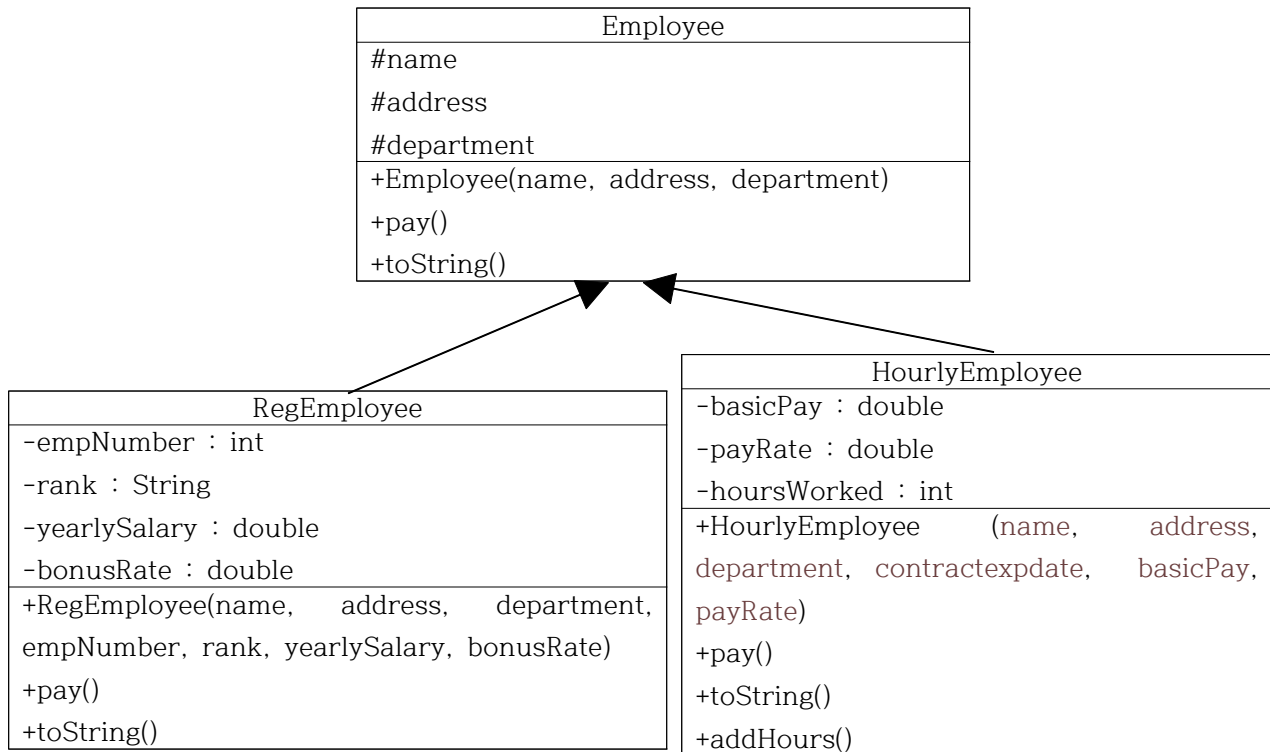 Employee
#name
#address
#department
+Employee(name, address, department)
+pay()
+toString()
RegEmployee
-empNumber : int
-rank : String
-yearlySalary : double
-bonusRate : double
+RegEmployee(name, address, department,
empNumber, rank, yearlySalary, bonusRate)
+pay()
+toString()
HourlyEmployee
-basicPay : double
-payRate : double
-hoursWorked : int
+HourlyEmployee (name, address,
department, contractexpdate, basicPay,
payRate)
+pay()
+toString()
+addHours()